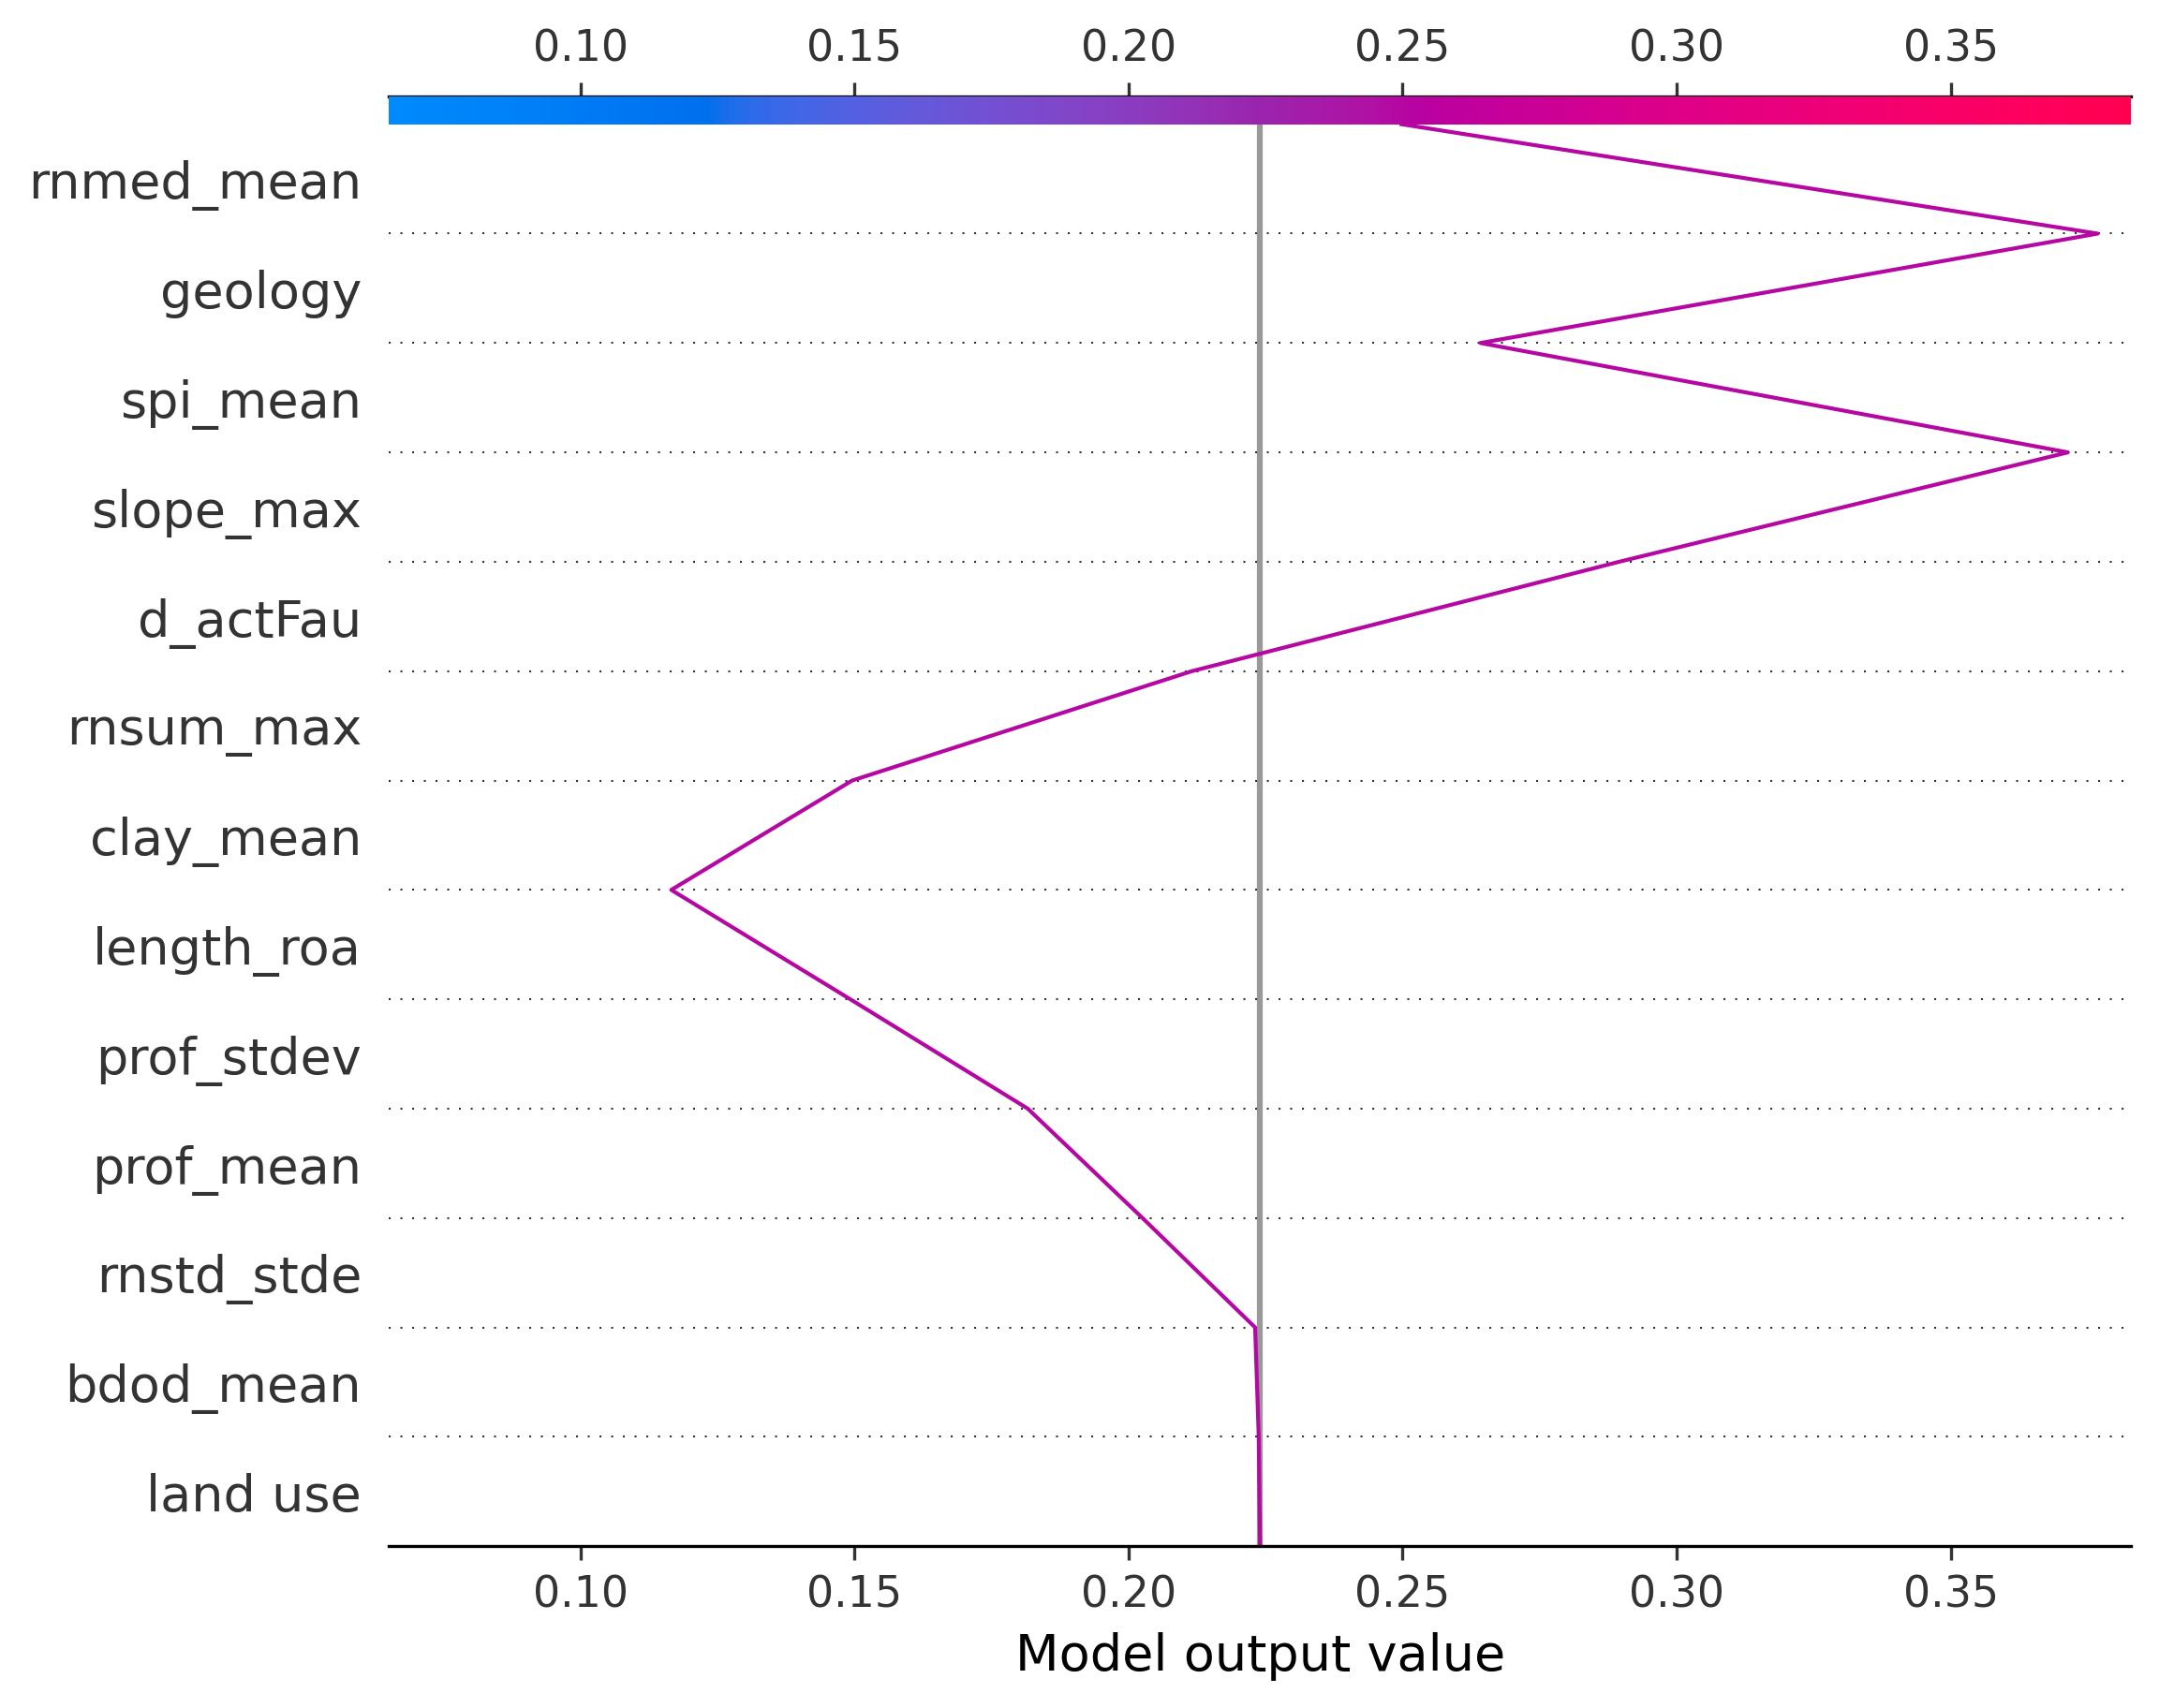 0.10 0.15 0.20 0.25 0.30 0.35
rnmed_mean
geology
spi_mean
slope_max
d_actFau
rnsum_max
clay_mean
length_roa
prof_stdev
prof_mean
rnstd_stde
bdod_mean
land use
0.10 0.15 0.20 0.25 0.30 0.35
Model output value